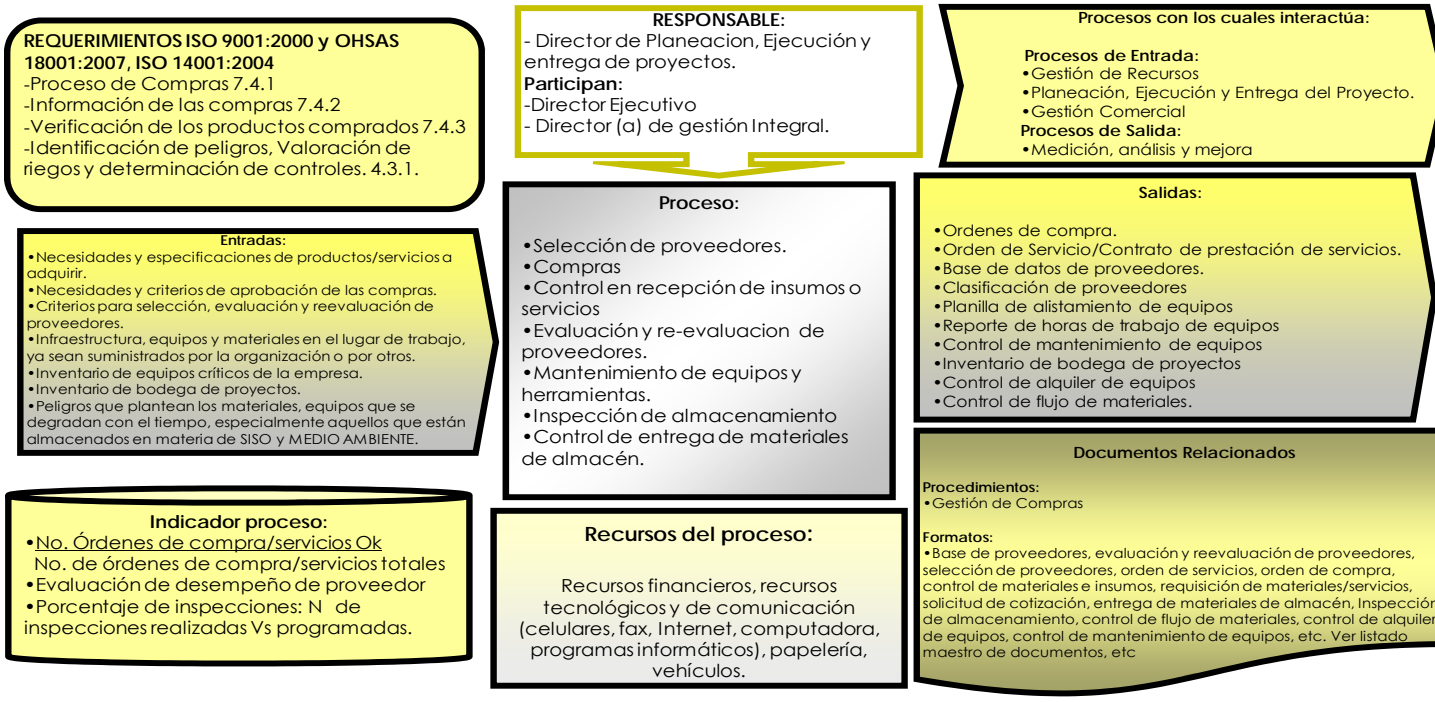 REQUERIMIENTOS ISO 9001:2000 y OHSAS
18001:2007, ISO 14001:2004
-Proceso de Compras 7.4.1
-Información de las compras 7.4.2
-Verificación de los productos comprados 7.4.3
-Identificación de peligros, Valoración de
riegos y determinación de controles. 4.3.1.
RESPONSABLE:
- Director de Planeacion, Ejecución y
entrega de proyectos.
Participan:
-Director Ejecutivo
- Director (a) de gestión Integral.
Procesos con los cuales interactúa:
Procesos de Entrada:
•Gestión de Recursos
•Planeación, Ejecución y Entrega del Proyecto.
•Gestión Comercial
Procesos de Salida:
•Medición, análisis y mejora
Entradas:
•Necesidades y especificaciones de productos/servicios a
adquirir.
•Necesidades y criterios de aprobación de las compras.
•Criterios para selección, evaluación y reevaluación de
proveedores.
•Infraestructura, equipos y materiales en el lugar de trabajo,
ya sean suministrados por la organización o por otros.
•Inventario de equipos críticos de la empresa.
•Inventario de bodega de proyectos.
•Peligros que plantean los materiales, equipos que se
degradan con el tiempo, especialmente aquellos que están
almacenados en materia de SISO y MEDIO AMBIENTE.
Proceso:
•Selección de proveedores.
•Compras
•Control en recepción de insumos o
servicios
•Evaluación y re-evaluacion de
proveedores.
•Mantenimiento de equipos y
herramientas.
•Inspección de almacenamiento
•Control de entrega de materiales
de almacén.
Salidas:
•Ordenes de compra.
•Orden de Servicio/Contrato de prestación de servicios.
•Base de datos de proveedores.
•Clasificación de proveedores
•Planilla de alistamiento de equipos
•Reporte de horas de trabajo de equipos
•Control de mantenimiento de equipos
•Inventario de bodega de proyectos
•Control de alquiler de equipos
•Control de flujo de materiales.
Indicador proceso:
•No. Órdenes de compra/servicios Ok
No. de órdenes de compra/servicios totales
•Evaluación de desempeño de proveedor
•Porcentaje de inspecciones: N de
inspecciones realizadas Vs programadas.
Recursos del proceso:
Recursos financieros, recursos
tecnológicos y de comunicación
(celulares, fax, Internet, computadora,
programas informáticos), papelería,
vehículos.
Documentos Relacionados
Procedimientos:
•Gestión de Compras
Formatos:
•Base de proveedores, evaluación y reevaluación de proveedores,
selección de proveedores, orden de servicios, orden de compra,
control de materiales e insumos, requisición de materiales/servicios,
solicitud de cotización, entrega de materiales de almacén, Inspección
de almacenamiento, control de flujo de materiales, control de alquiler
de equipos, control de mantenimiento de equipos, etc. Ver listado
maestro de documentos, etc